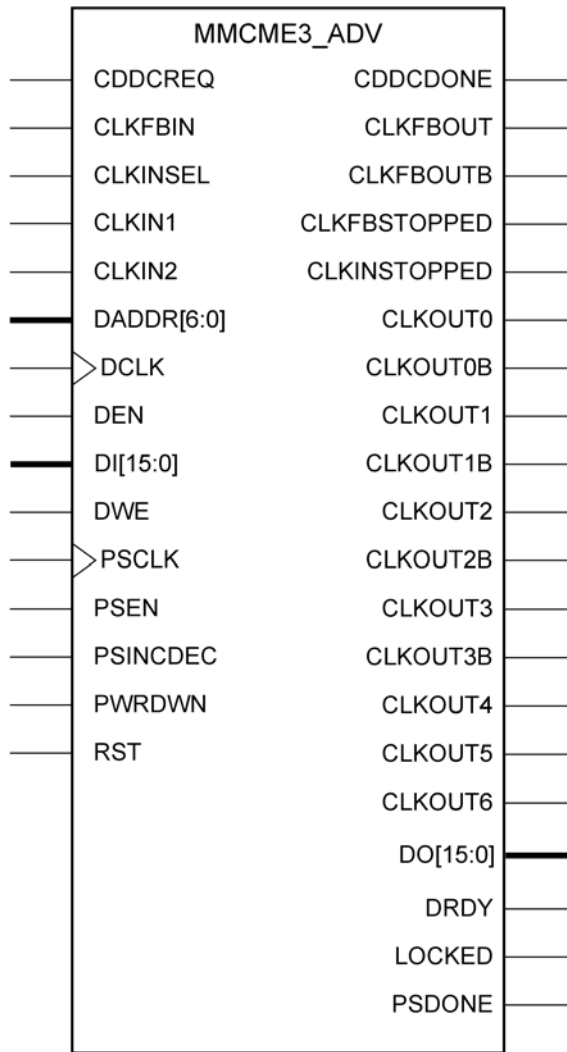 MMCME3_ADV
CDDCREQ CDDCDONE
CLKFBIN CLKFBOUT
CLKINSEL CLKFBOUTB
CLKIN1 CLKFBSTOPPED
CLKIN2 CLKINSTOPPED
DADDR[6:0] CLKOUT0
DCLK CLKOUT0B
DEN CLKOUT1
DI[15:0] CLKOUT1B
DWE CLKOUT2
PSCLK CLKOUT2B
PSEN CLKOUT3
PSINCDEC CLKOUT3B
PWRDWN CLKOUT4
RST CLKOUT5
CLKOUT6
DO[15:0]
DRDY
LOCKED
PSDONE